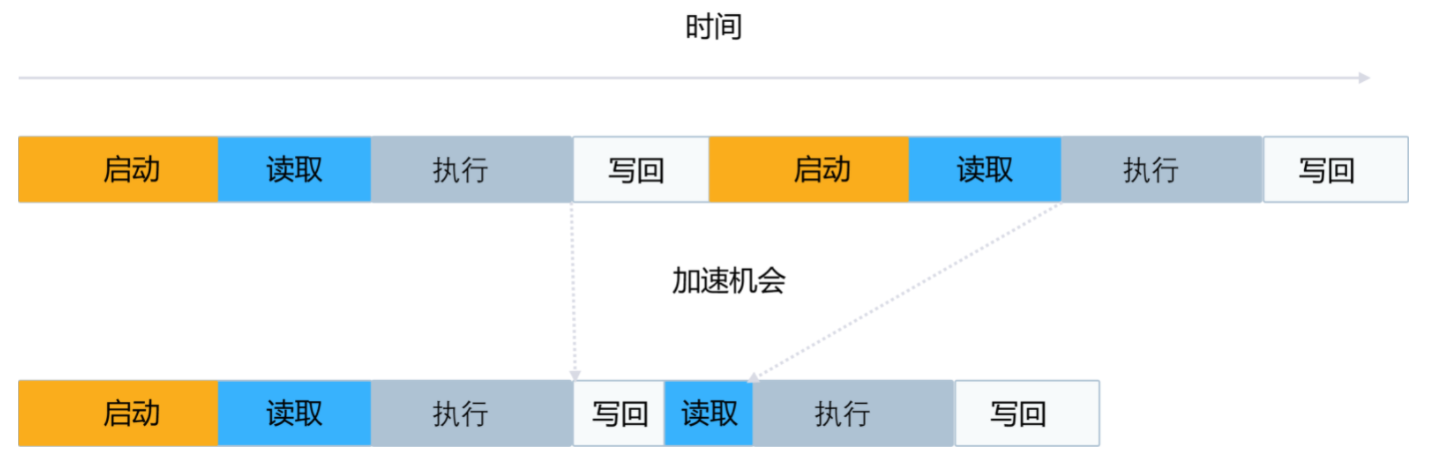 时间
启动 读取 执行 写回 启动 读取 执行 写回
加速机会
启动 读取 执行 写回 读取 执行 写回